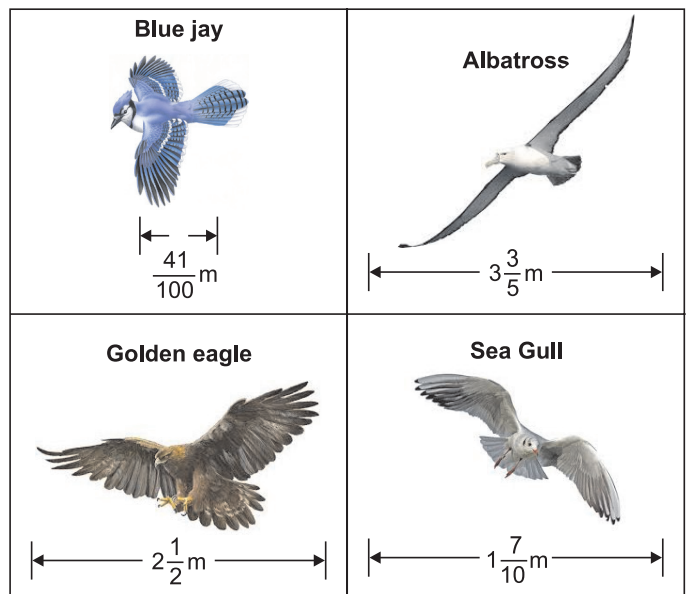 Blue jay
41/100 m
Albatross
3 3/5 m
Golden eagle
2 1/2 m
Sea Gull
1 7/10 m